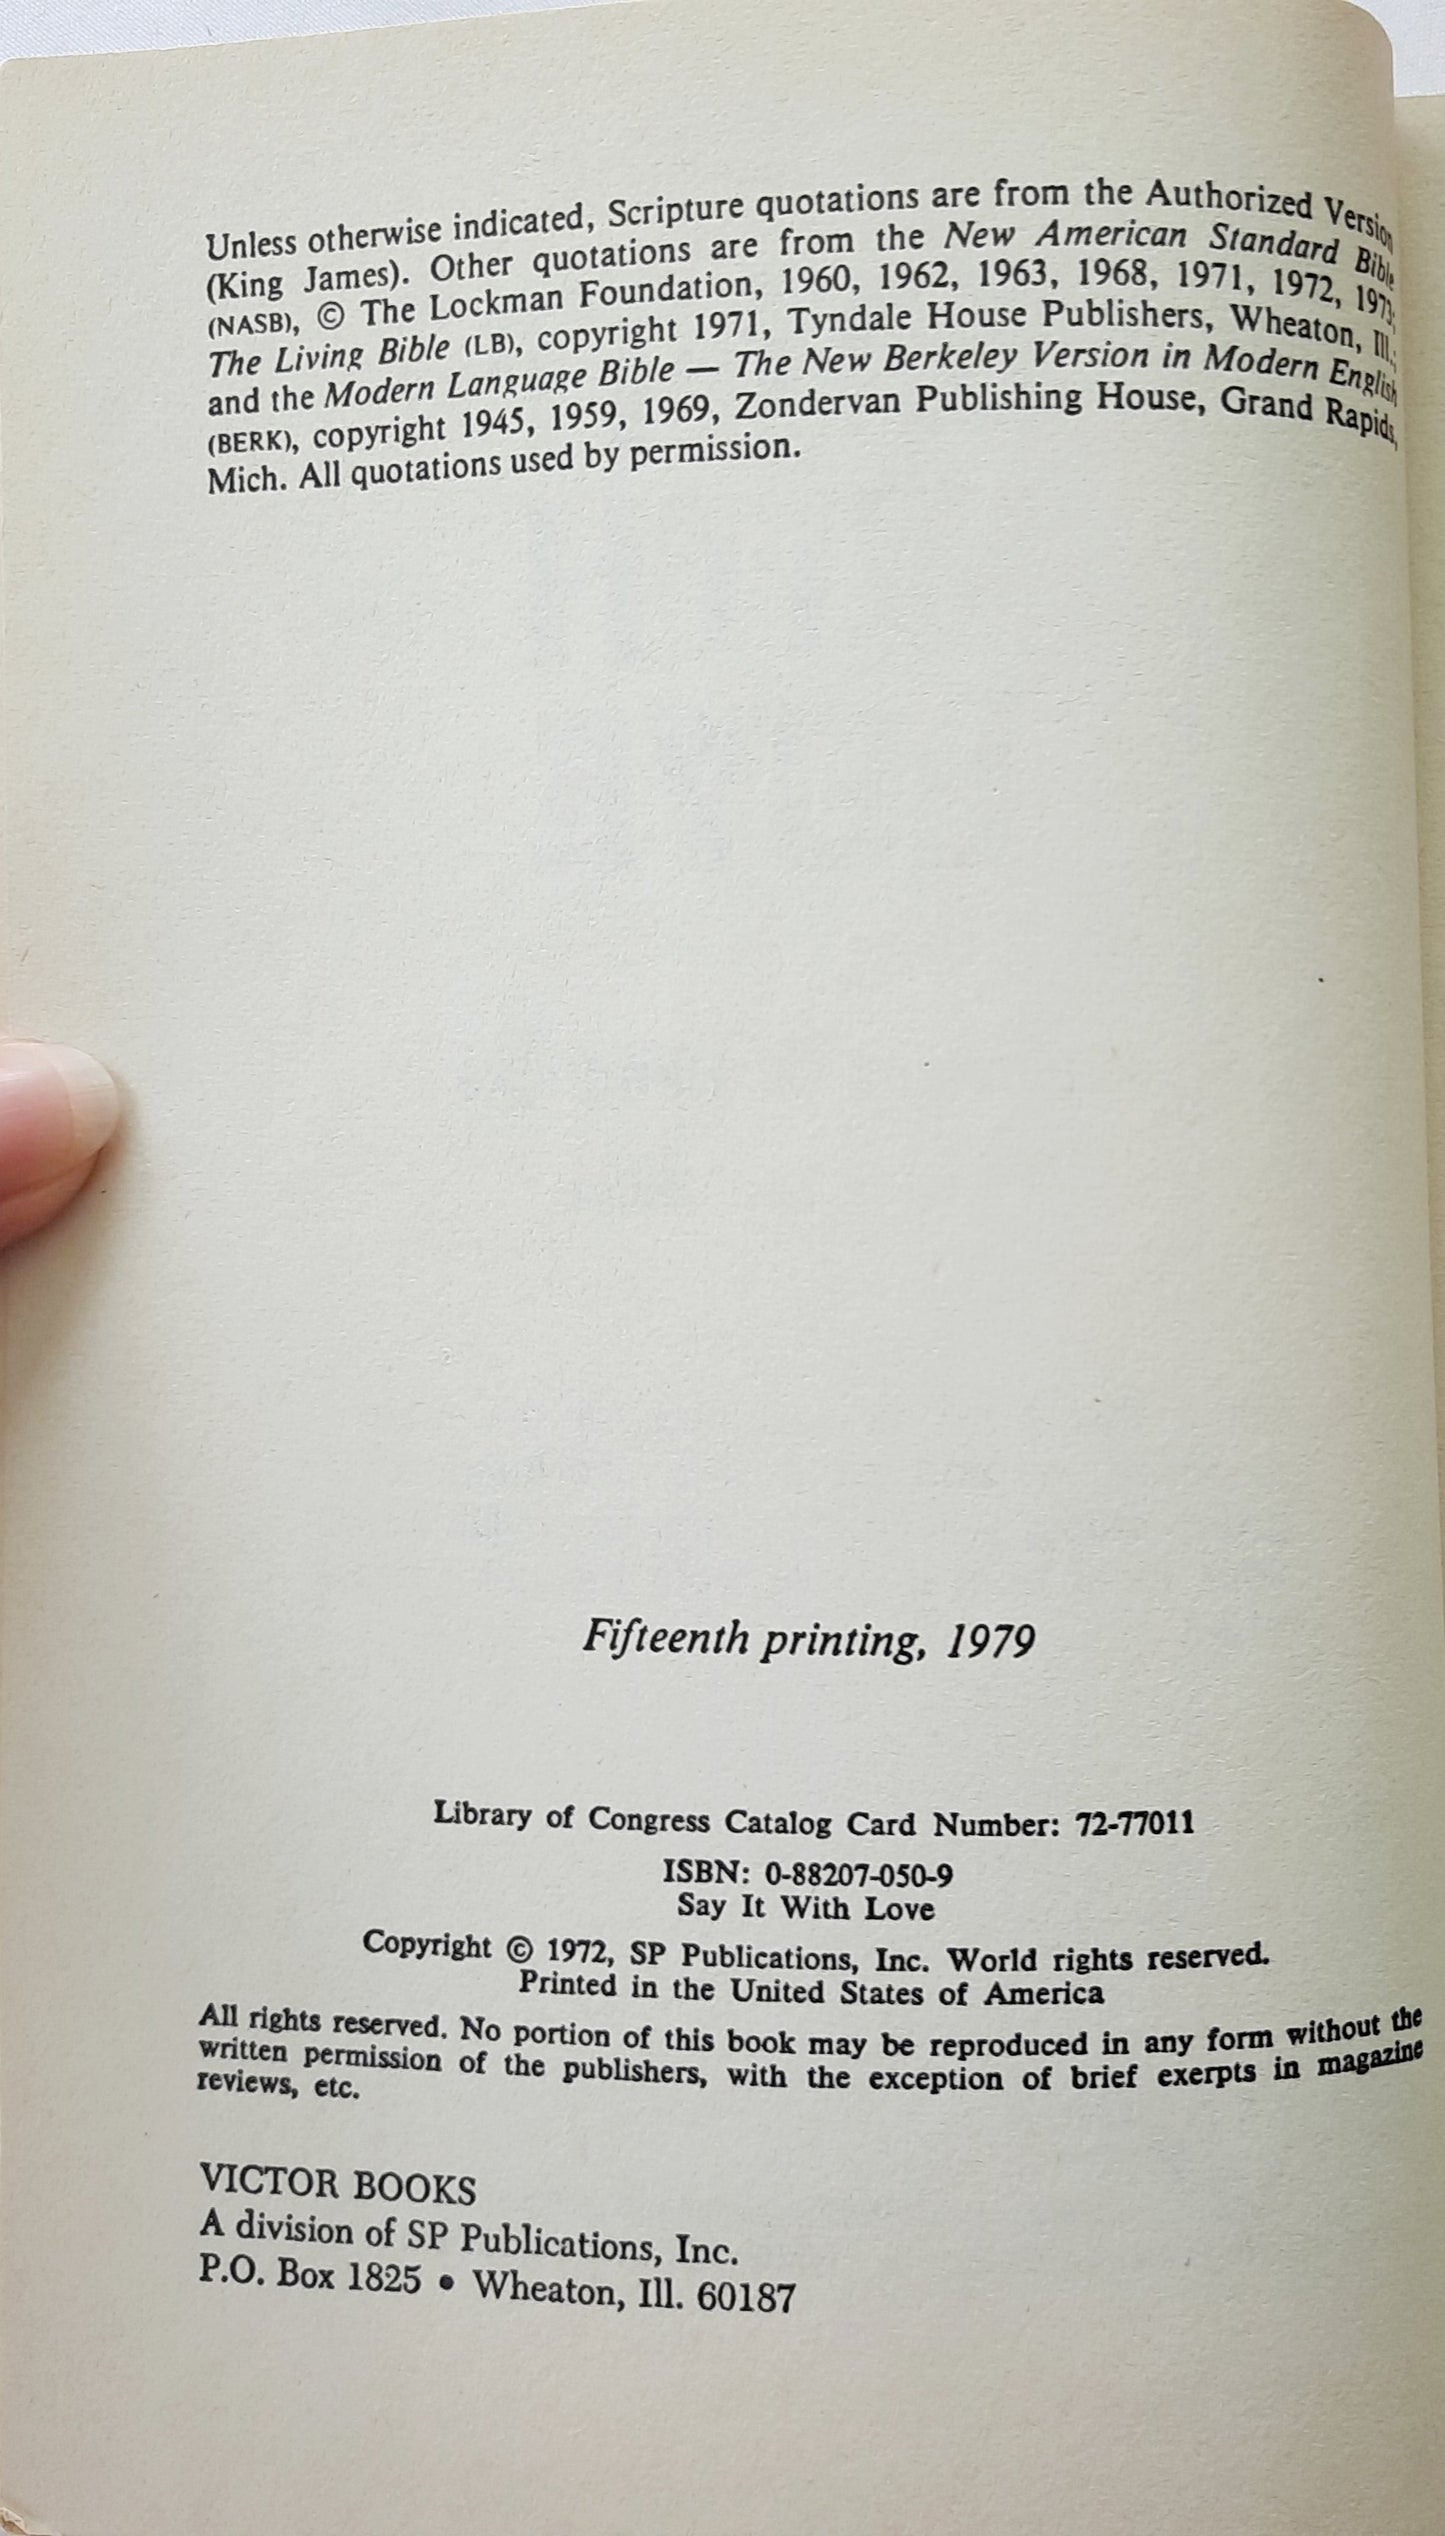 Unless otherwise indicated, Scripture quotations are from the Authorized Version
(King James). Other quotations are from the New American Standard Bible
(NASB), © The Lockman Foundation, 1960, 1962, 1963, 1968, 1971, 1972, 1973;
The Living Bible (LB), copyright 1971, Tyndale House Publishers, Wheaton, Ill.;
and the Modern Language Bible — The New Berkeley Version in Modern English
(BERK), copyright 1945, 1959, 1969, Zondervan Publishing House, Grand Rapids,
Mich. All quotations used by permission.
Fifteenth printing, 1979
Library of Congress Catalog Card Number: 72-77011
ISBN: 0-88207-050-9
Say It With Love
Copyright © 1972, SP Publications, Inc. World rights reserved.
Printed in the United States of America
All rights reserved. No portion of this book may be reproduced in any form without the
written permission of the publishers, with the exception of brief exerpts in magazine
reviews, etc.
VICTOR BOOKS
A division of SP Publications, Inc.
P.O. Box 1825 • Wheaton, Ill. 60187